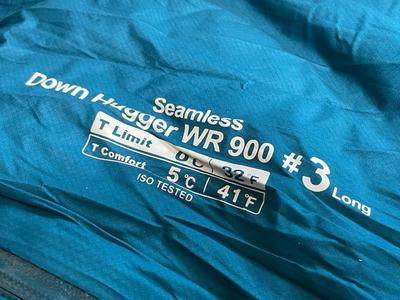 Seamless
Down Hugger WR 900 #3 Long
T Limit 0℃ 32°F
T Comfort 5℃ 41°F
ISO TESTED